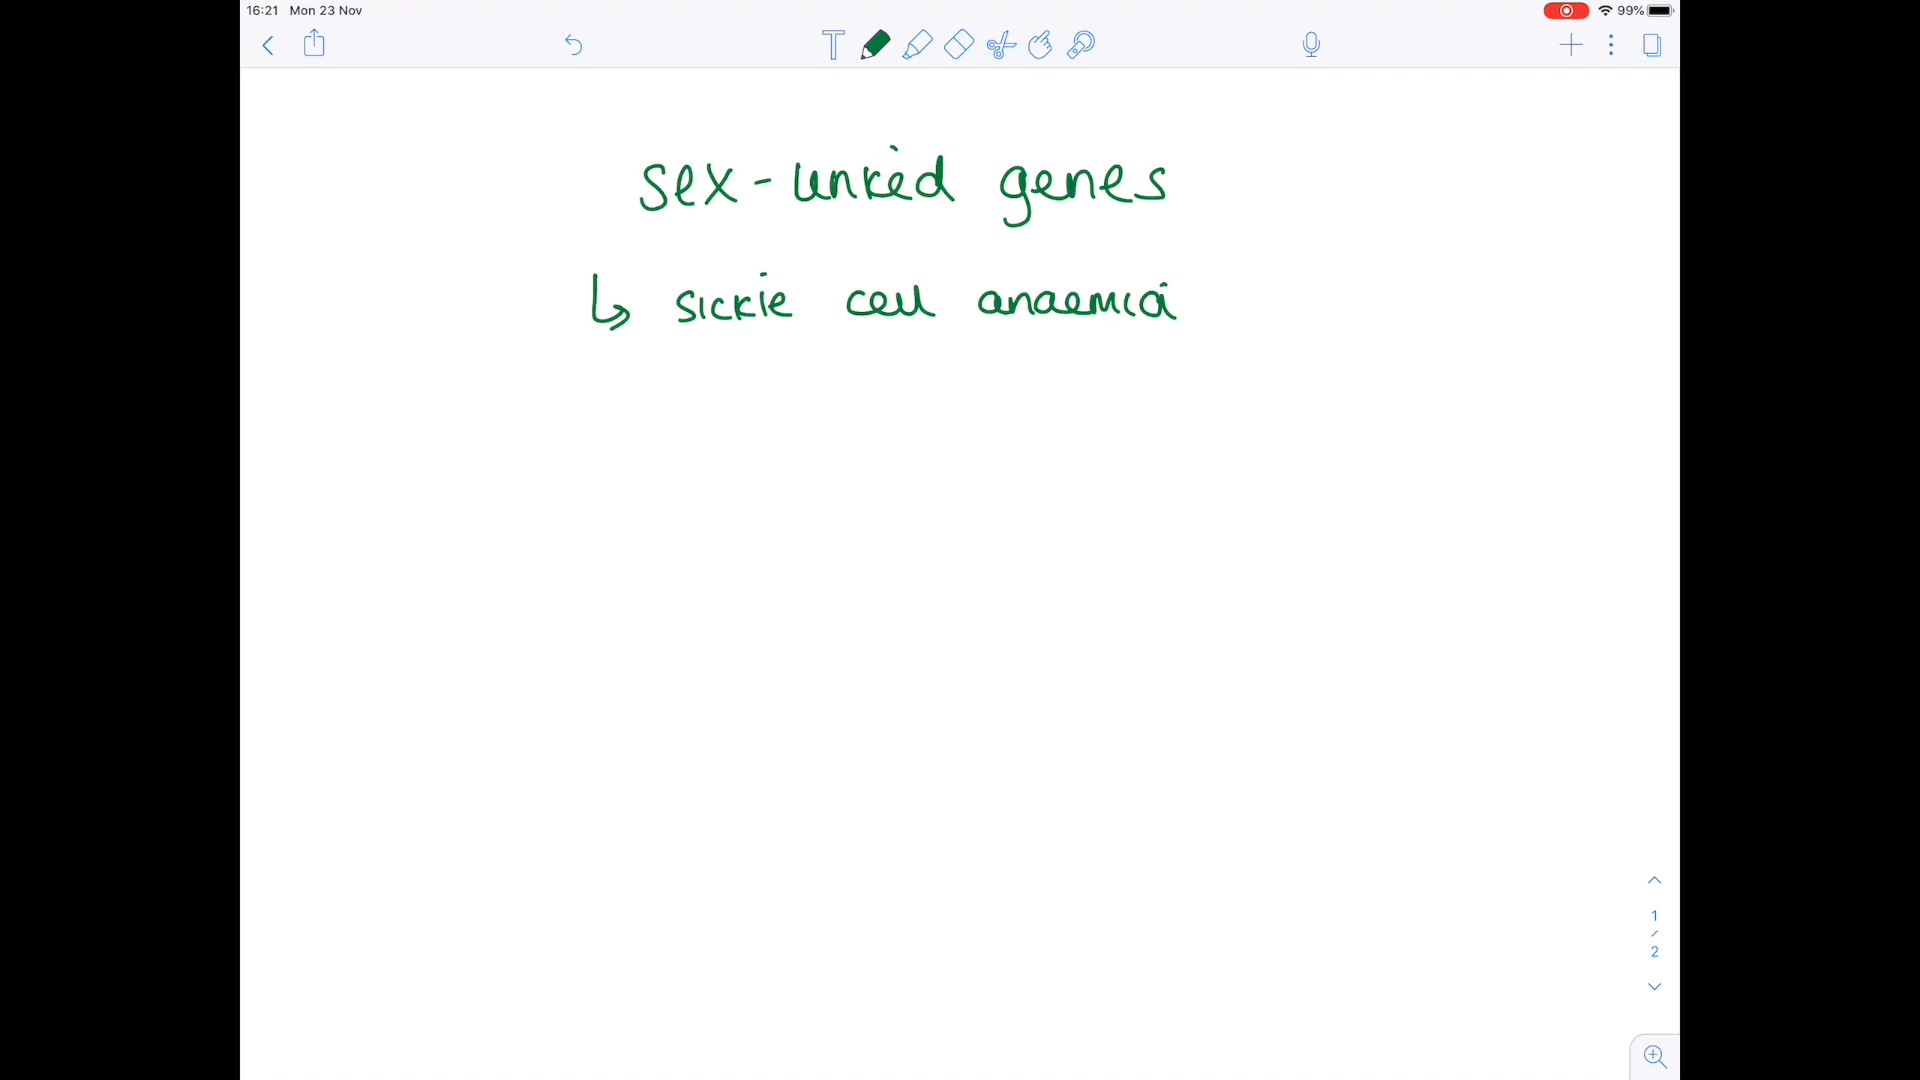 16:21 Mon 23 Nov 99%
T
sex-linked genes
↳ sickle cell anaemia
1
/
2